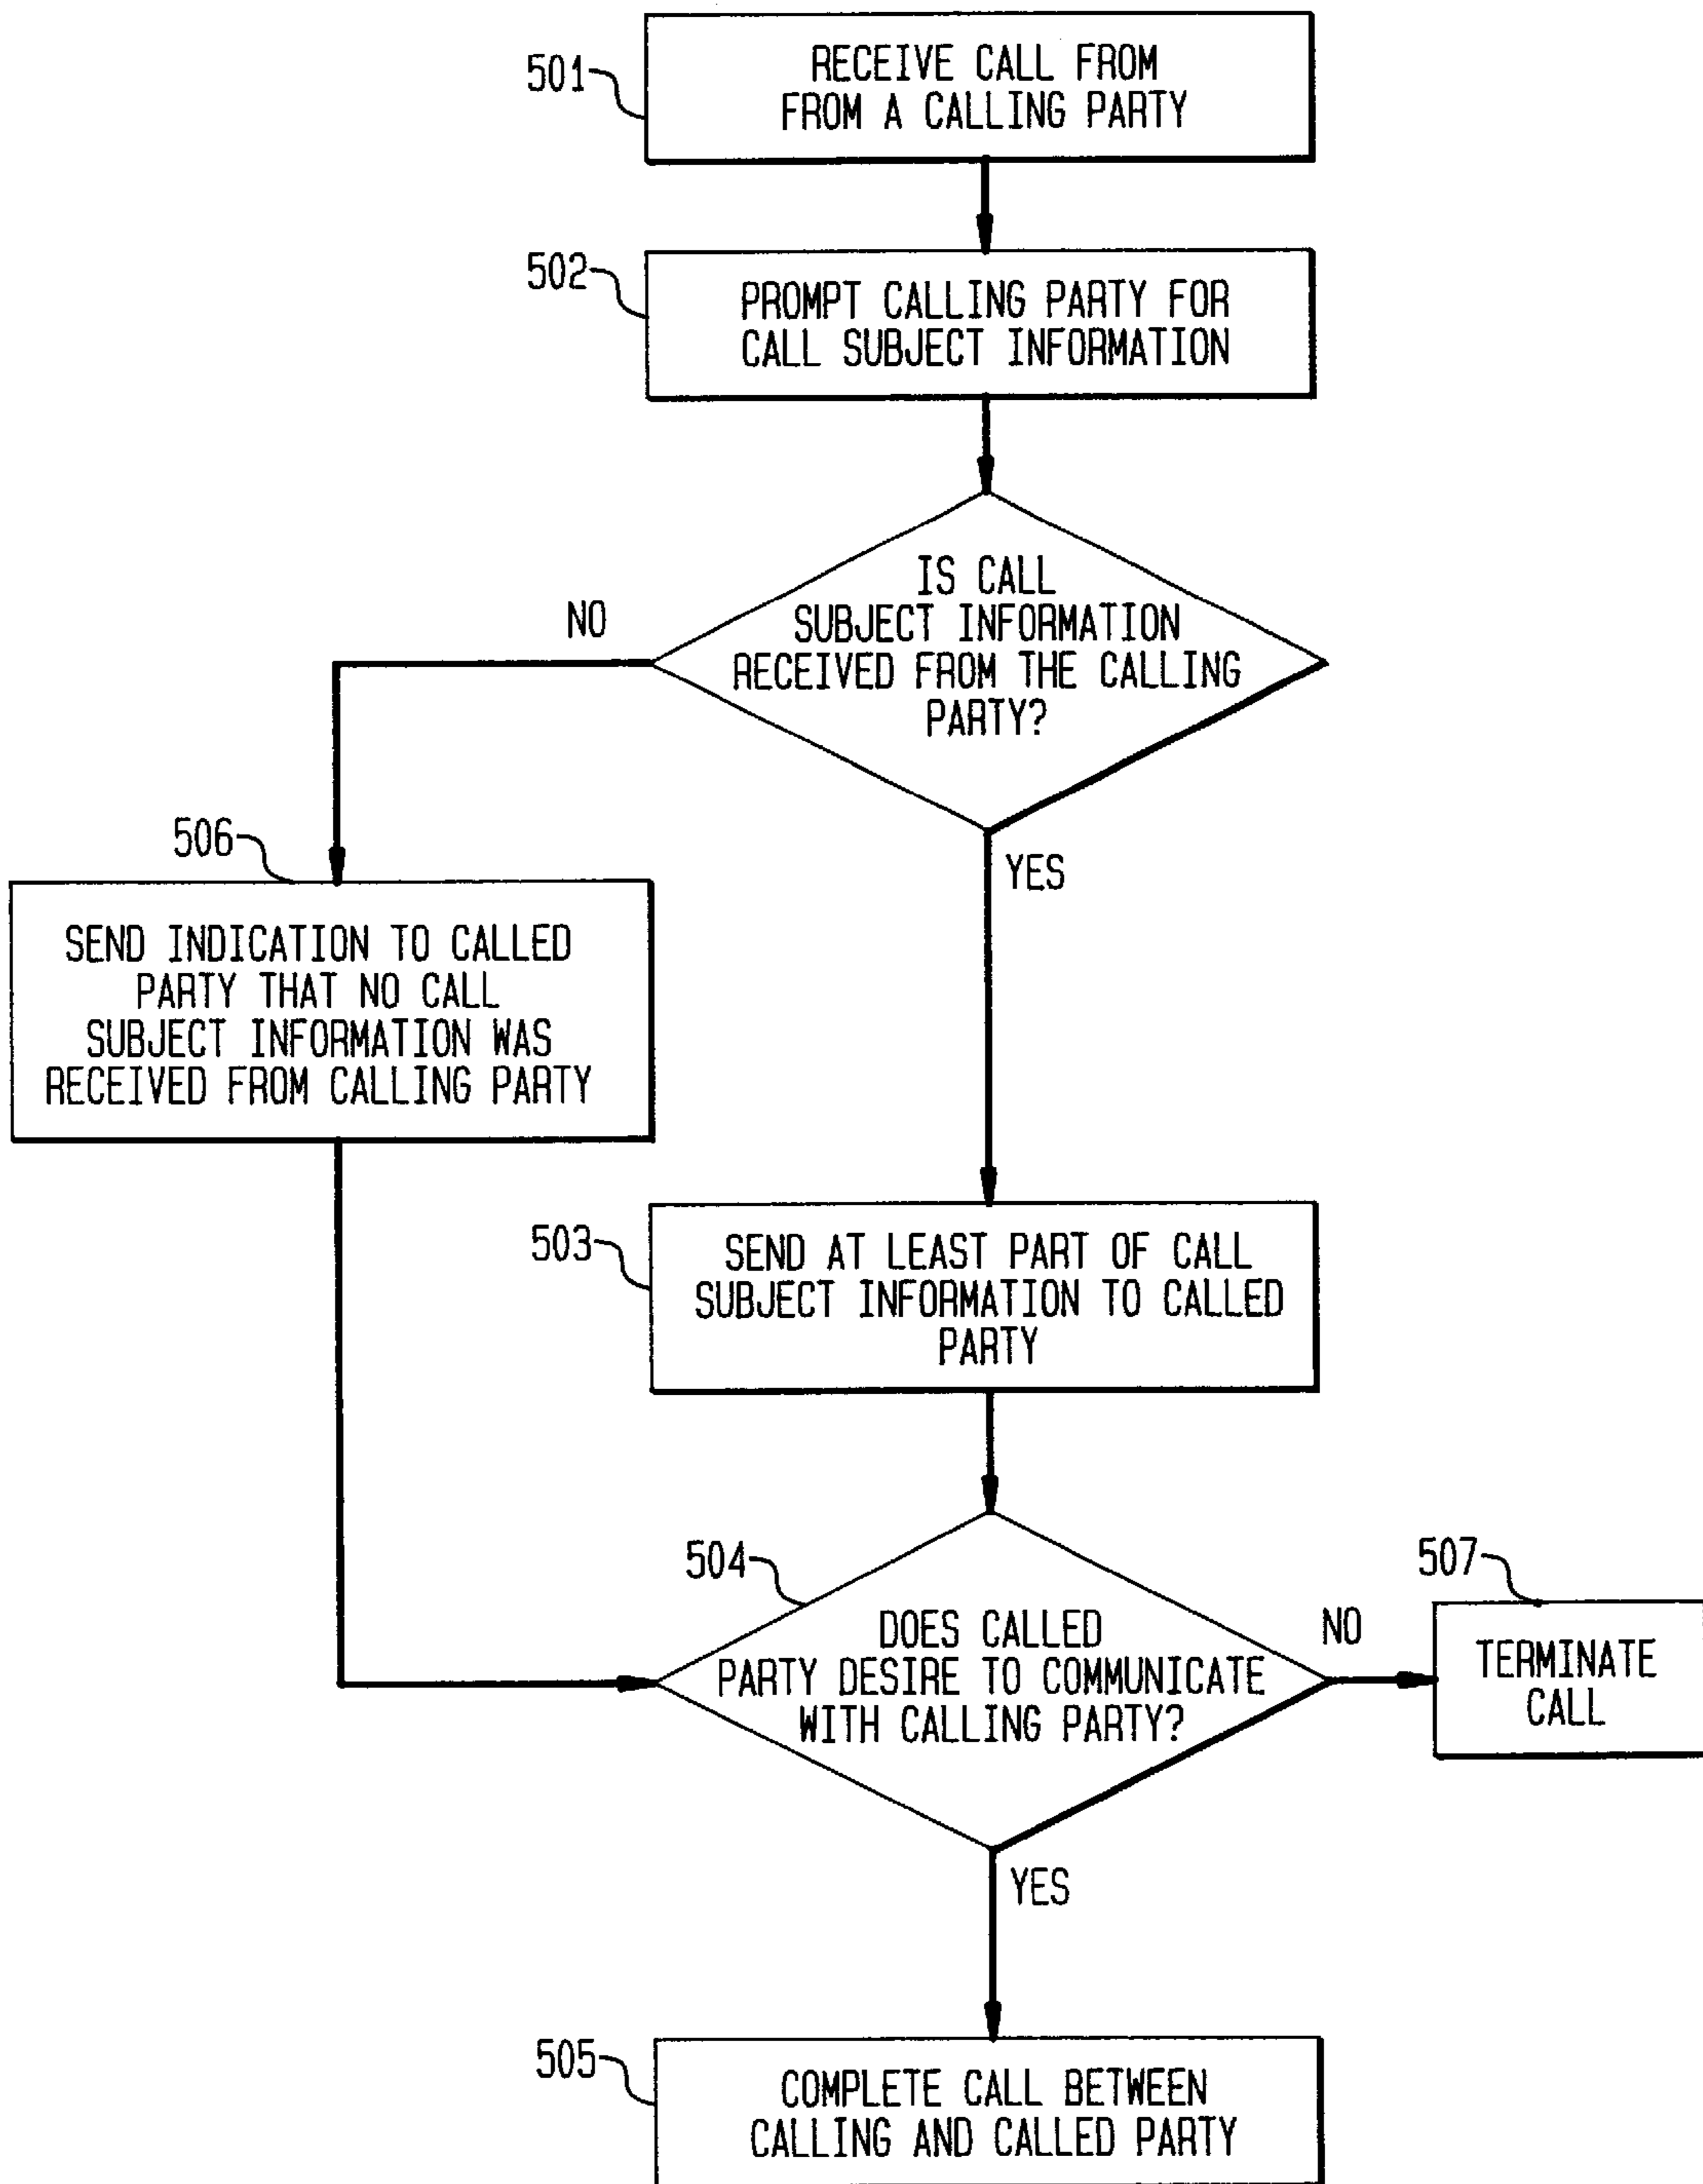 501
RECEIVE CALL FROM
FROM A CALLING PARTY
502
PROMPT CALLING PARTY FOR
CALL SUBJECT INFORMATION
IS CALL
SUBJECT INFORMATION
RECEIVED FROM THE CALLING
PARTY?
NO
YES
506
SEND INDICATION TO CALLED
PARTY THAT NO CALL
SUBJECT INFORMATION WAS
RECEIVED FROM CALLING PARTY
503
SEND AT LEAST PART OF CALL
SUBJECT INFORMATION TO CALLED
PARTY
504
DOES CALLED
PARTY DESIRE TO COMMUNICATE
WITH CALLING PARTY?
NO
507
TERMINATE
CALL
YES
505
COMPLETE CALL BETWEEN
CALLING AND CALLED PARTY